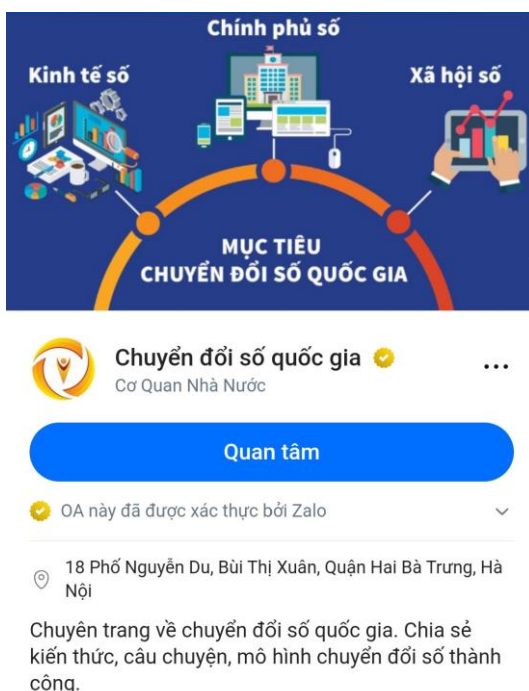 Chính phủ số
Kinh tế số
Xã hội số
MỤC TIÊU
CHUYỂN ĐỔI SỐ QUỐC GIA
Chuyển đổi số quốc gia
Cơ Quan Nhà Nước
Quan tâm
OA này đã được xác thực bởi Zalo
18 Phố Nguyễn Du, Bùi Thị Xuân, Quận Hai Bà Trưng, Hà
Nội
Chuyên trang về chuyển đổi số quốc gia. Chia sẻ
kiến thức, câu chuyện, mô hình chuyển đổi số thành
công.